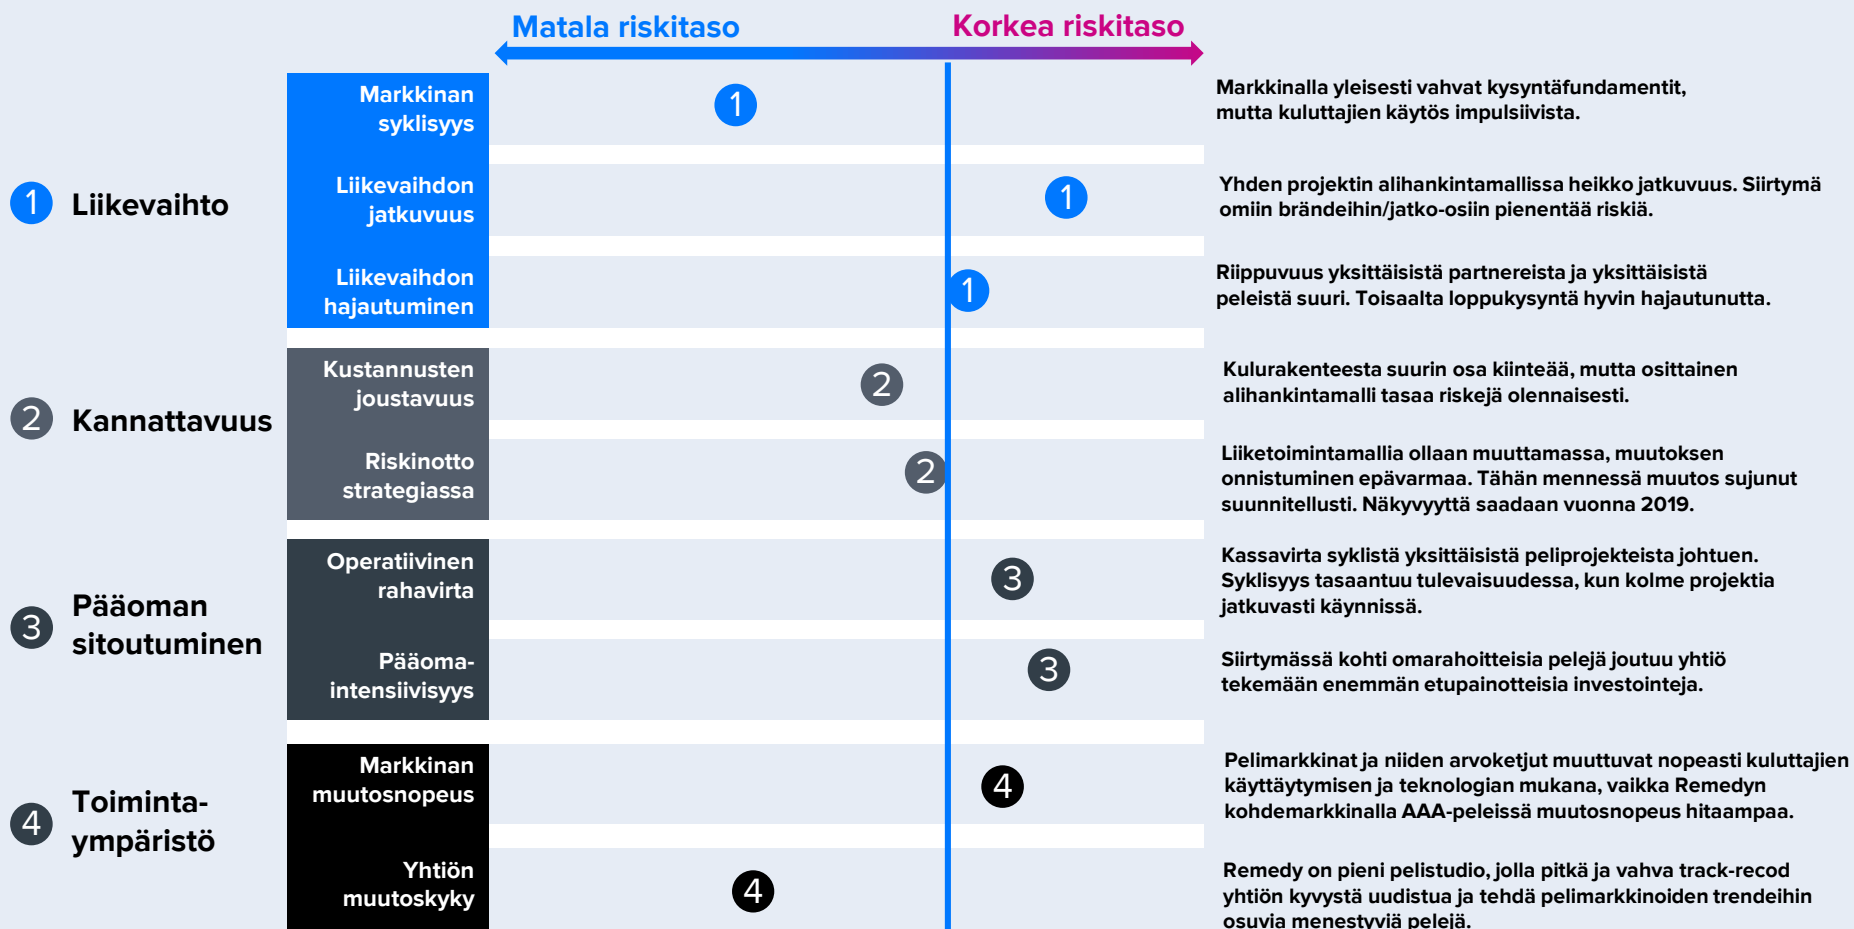 Matala riskitaso
Korkea riskitaso
1 Liikevaihto
Markkinan
syklisyys
1
Markkinalla yleisesti vahvat kysyntäfundamentit,
mutta kuluttajien käytös impulsiivista.
Liikevaihdon
jatkuvuus
1
Yhden projektin alihankintamallissa heikko jatkuvuus. Siirtymä
omiin brändeihin/jatko-osiin pienentää riskiä.
Liikevaihdon
hajautuminen
1
Riippuvuus yksittäisistä partnereista ja yksittäisistä
peleistä suuri. Toisaalta loppukysyntä hyvin hajautunutta.
2 Kannattavuus
Kustannusten
joustavuus
2
Kulurakenteesta suurin osa kiinteää, mutta osittainen
alihankintamalli tasaa riskejä olennaisesti.
Riskinotto
strategiassa
2
Liiketoimintamallia ollaan muuttamassa, muutoksen
onnistuminen epävarmaa. Tähän mennessä muutos sujunut
suunnitellusti. Näkyvyyttä saadaan vuonna 2019.
3 Pääoman
sitoutuminen
Operatiivinen
rahavirta
3
Kassavirta syklistä yksittäisistä peliprojekteista johtuen.
Syklisyys tasaantuu tulevaisuudessa, kun kolme projektia
jatkuvasti käynnissä.
Pääoma-
intensiivisyys
3
Siirtymässä kohti omarahoitteisia pelejä joutuu yhtiö
tekemään enemmän etupainotteisia investointeja.
4 Toiminta-
ympäristö
Markkinan
muutosnopeus
4
Pelimarkkinat ja niiden arvoketjut muuttuvat nopeasti kuluttajien
käyttäytymisen ja teknologian mukana, vaikka Remedyn
kohdemarkkinalla AAA-peleissä muutosnopeus hitaampaa.
Yhtiön
muutoskyky
4
Remedy on pieni pelistudio, jolla pitkä ja vahva track-recod
yhtiön kyvystä uudistua ja tehdä pelimarkkinoiden trendeihin
osuvia menestyviä pelejä.